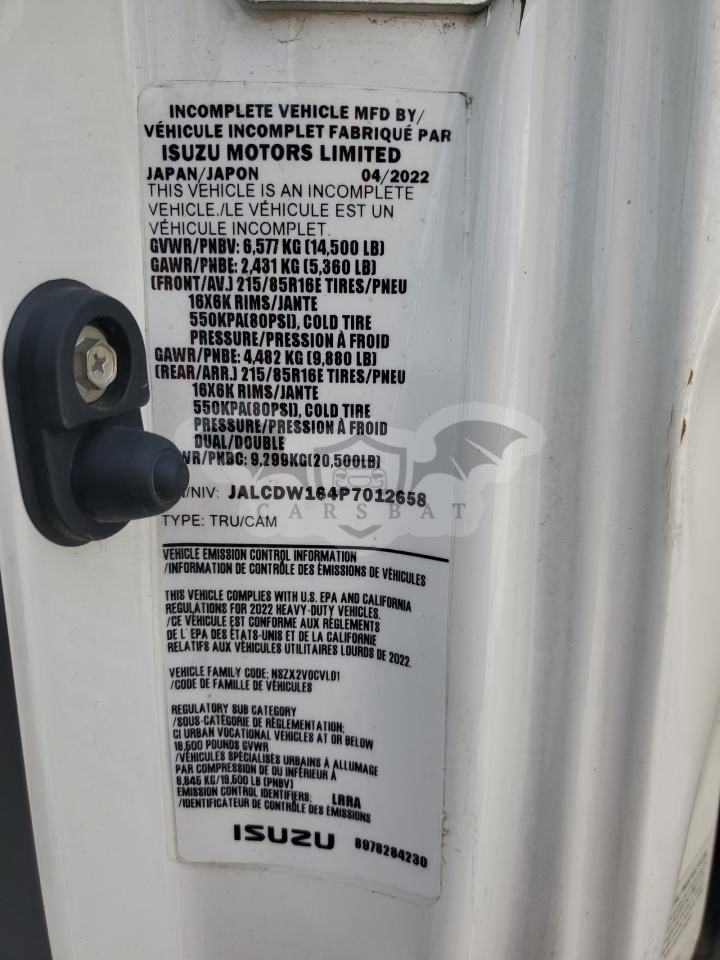 INCOMPLETE VEHICLE MFD BY/
VÉHICULE INCOMPLET FABRIQUÉ PAR
ISUZU MOTORS LIMITED
JAPAN/JAPON 04/2022
THIS VEHICLE IS AN INCOMPLETE
VEHICLE./LE VÉHICULE EST UN
VÉHICULE INCOMPLET.
GVWR/PNBV: 6,577 KG (14,500 LB)
GAWR/PNBE: 2,431 KG (5,360 LB)
(FRONT/AV.) 215/85R16E TIRES/PNEU
16X6K RIMS/JANTE
550KPA(80PSI), COLD TIRE
PRESSURE/PRESSION À FROID
GAWR/PNBE: 4,482 KG (9,880 LB)
(REAR/ARR.) 215/85R16E TIRES/PNEU
16X6K RIMS/JANTE
550KPA(80PSI), COLD TIRE
PRESSURE/PRESSION À FROID
DUAL/DOUBLE
WR/PNBC: 9,299KG(20,500LB)
/NIV: JALCDW164P7012658
CARSBAT
TYPE: TRU/CAM
VEHICLE EMISSION CONTROL INFORMATION
/INFORMATION DE CONTRÔLE DES ÉMISSIONS DE VÉHICULES
THIS VEHICLE COMPLIES WITH U.S. EPA AND CALIFORNIA
REGULATIONS FOR 2022 HEAVY-DUTY VEHICLES.
/CE VÉHICULE EST CONFORME AUX RÈGLEMENTS
DE L'EPA DES ÉTATS-UNIS ET DE LA CALIFORNIE
RELATIFS AUX VÉHICULES UTILITAIRES LOURDS DE 2022.
VEHICLE FAMILY CODE: NSZX2VOCVL01
/CODE DE FAMILLE DE VÉHICULES
REGULATORY SUB CATEGORY
/SOUS-CATÉGORIE DE RÈGLEMENTATION:
CI URBAN VOCATIONAL VEHICLES AT OR BELOW
19,500 POUNDS GVWR
/VÉHICULES SPÉCIALISÉS URBAINS À ALLUMAGE
PAR COMPRESSION DE OU INFÉRIEUR À
8,845 KG/19,500 LB (PNBV)
EMISSION CONTROL IDENTIFIERS: LRRA
/IDENTIFICATEUR DE CONTRÔLE DES ÉMISSIONS
ISUZU 8978284230